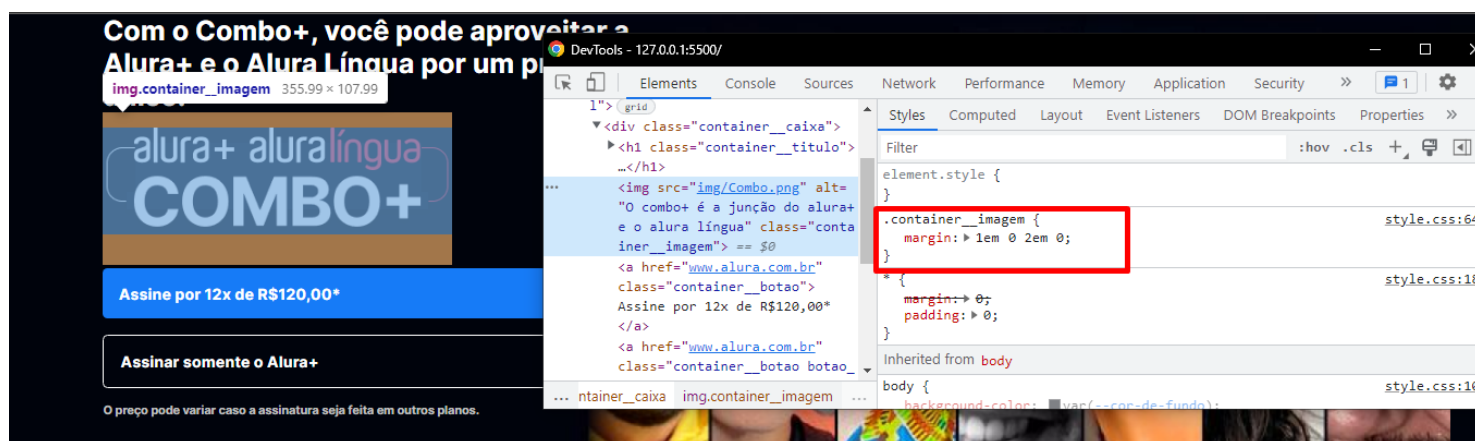 Com o Combo+, você pode aproveitar a
Alura+ e o Alura Língua por um
img.container__imagem 355.99 × 107.99
alura+ aluralíngua
COMBO+
Assine por 12x de R$120,00*
Assinar somente o Alura+
O preço pode variar caso a assinatura seja feita em outros planos.
DevTools - 127.0.0.1:5500/
Elements Console Sources Network Performance Memory Application Security » 1
l"> grid
▼<div class="container__caixa">
▶<h1 class="container__titulo">
…</h1>
<img src="img/Combo.png" alt=
"O combo+ é a junção do alura+
e o alura língua" class="conta
iner__imagem"> == $0
<a href="www.alura.com.br"
class="container__botao">
Assine por 12x de R$120,00*
</a>
<a href="www.alura.com.br"
class="container__botao botao_
... ntainer__caixa img.container__imagem ...
Styles Computed Layout Event Listeners DOM Breakpoints Properties »
Filter :hov .cls +
element.style {
}
.container__imagem { style.css:64
margin: ▶ 1em 0 2em 0;
}
* { style.css:18
margin: ▶ 0;
padding: ▶ 0;
}
Inherited from body
body { style.css:10
background-color: var(--cor-de-fundo);